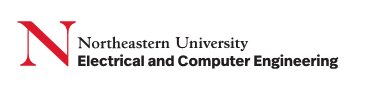 N
Northeastern University
Electrical and Computer Engineering